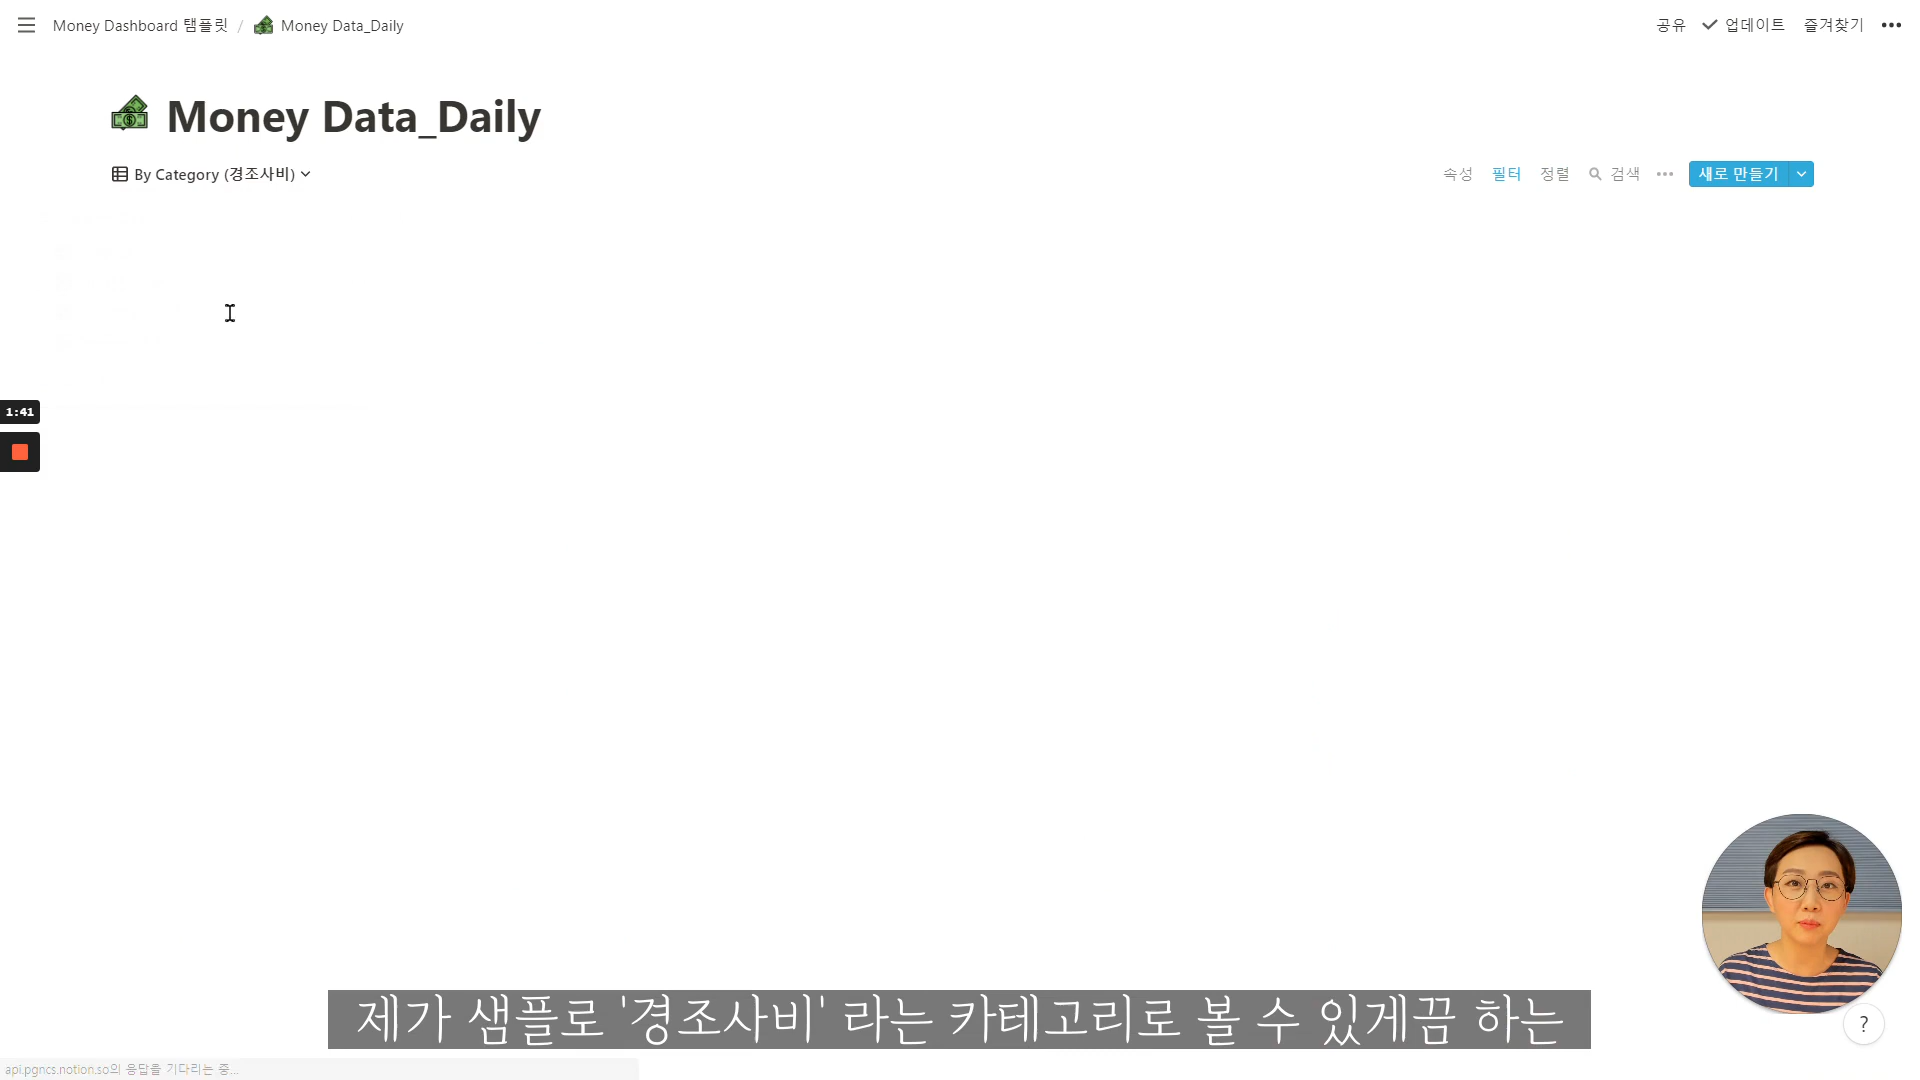 Money Dashboard 탬플릿 / Money Data_Daily
공유 업데이트 즐겨찾기
Money Data_Daily
By Category (경조사비)
속성 필터 정렬 검색 새로 만들기
1:41
제가 샘플로 '경조사비' 라는 카테고리로 볼 수 있게끔 하는
?
api.pgncs.notion.so의 응답을 기다리는 중...